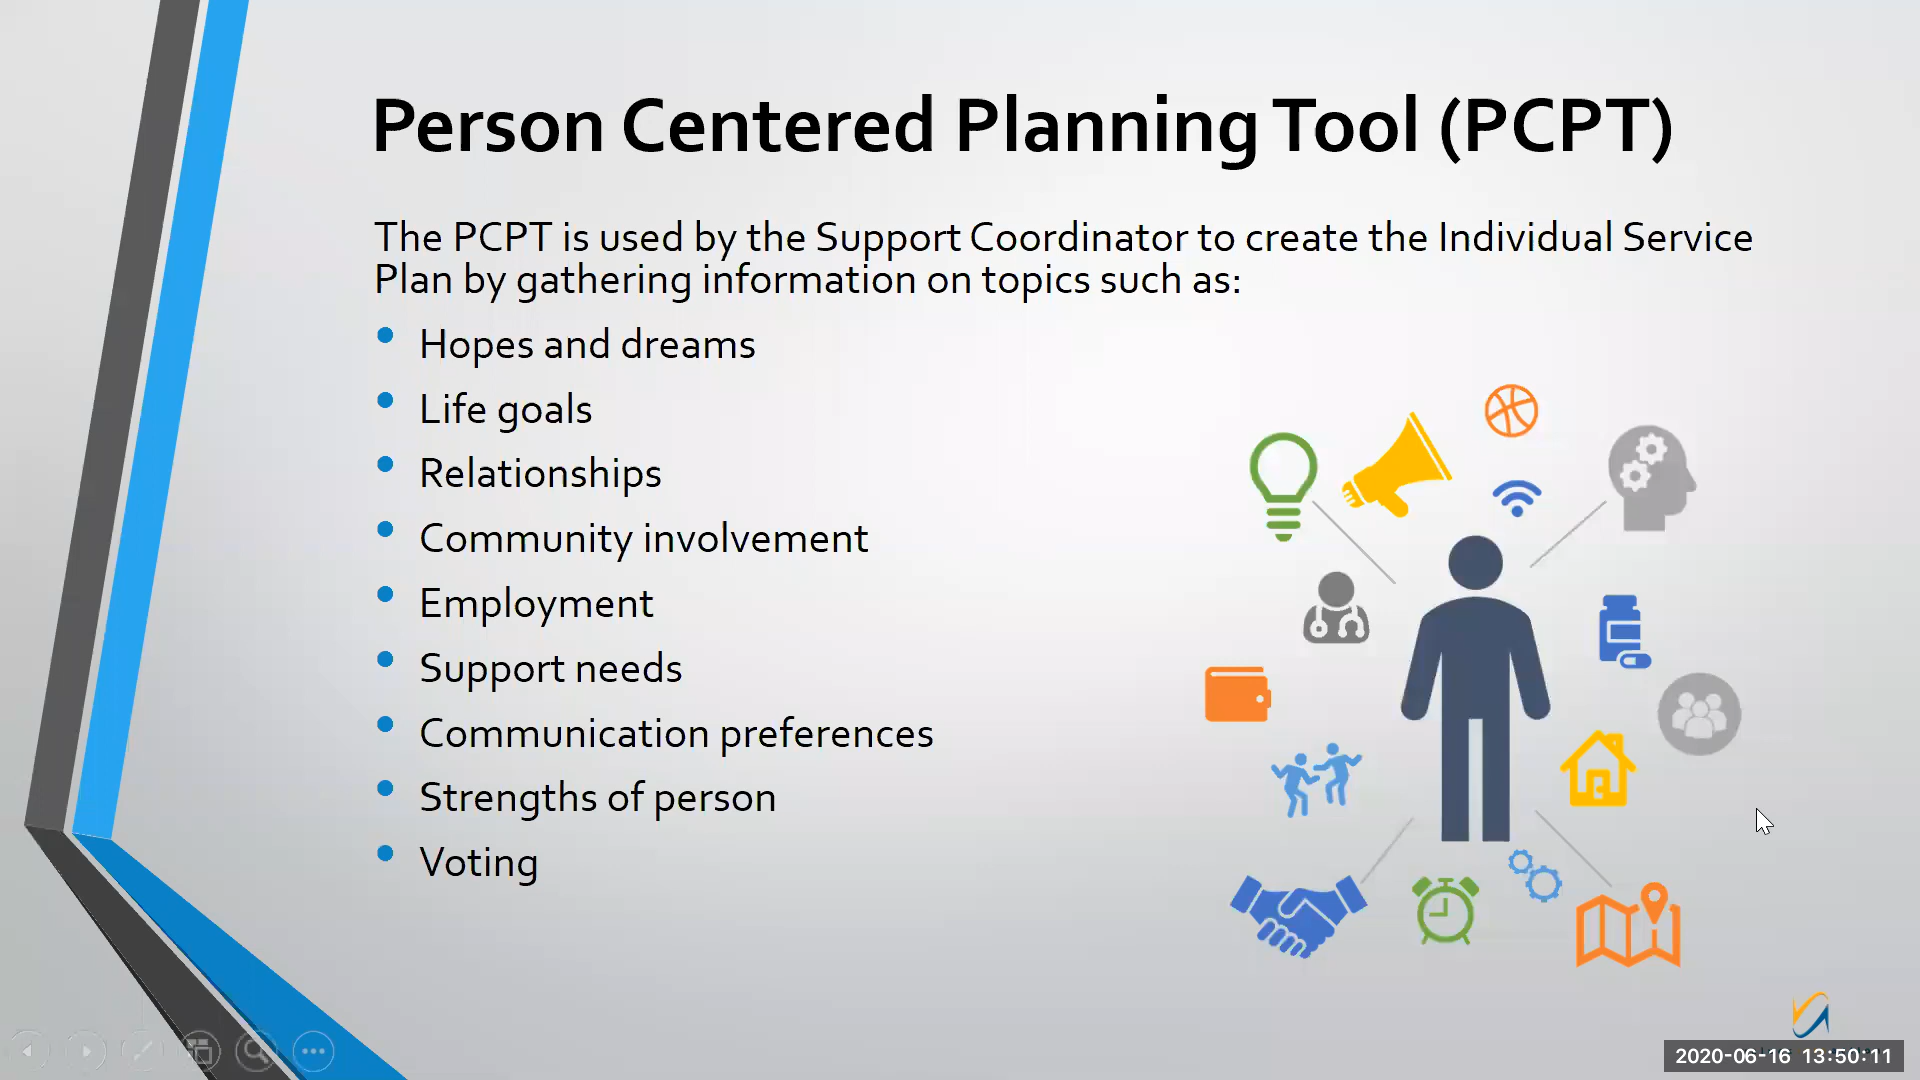 Person Centered Planning Tool (PCPT)
The PCPT is used by the Support Coordinator to create the Individual Service
Plan by gathering information on topics such as:
Hopes and dreams
Life goals
Relationships
Community involvement
Employment
Support needs
Communication preferences
Strengths of person
Voting
2020-06-16 13:50:11